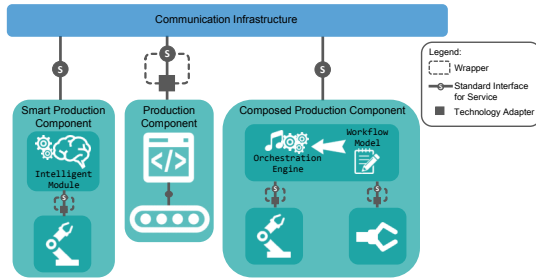 Communication Infrastructure
S
S
S
Legend:
Wrapper
S
Standard Interface
for Service
Technology Adapter
Smart Production
Component
Intelligent
Module
S
Production
Component
</>
Composed Production Component
Workflow
Model
Orchestration
Engine
S
S